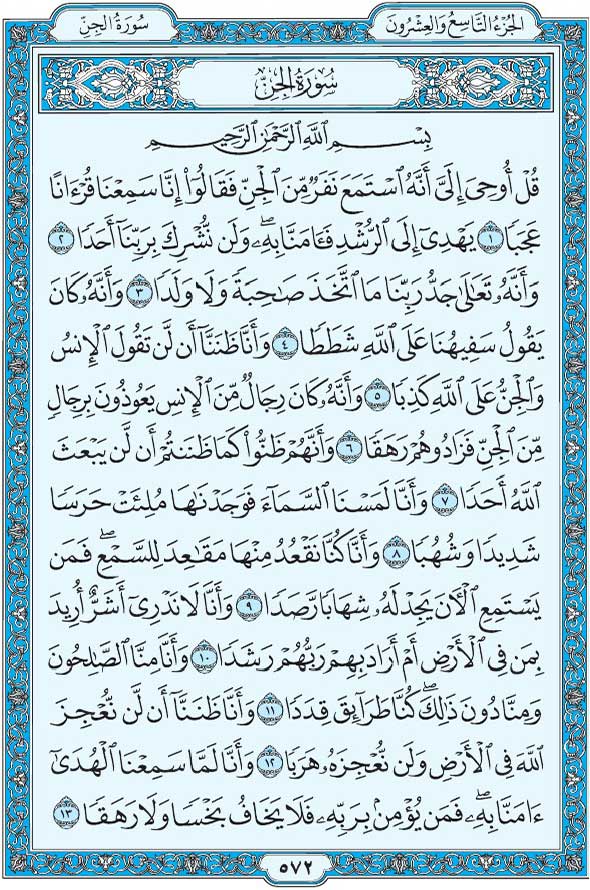 الجُزْءُ التَّاسِعُ وَالعِشْرُونَ
سُورَةُ الجِنِّ
سُورَةُ الجِنِّ
بِسْمِ ٱللَّهِ ٱلرَّحْمَٰنِ ٱلرَّحِيمِ
قُلْ أُوحِىَ إِلَىَّ أَنَّهُ ٱسْتَمَعَ نَفَرٌ مِّنَ ٱلْجِنِّ فَقَالُوٓا۟ إِنَّا سَمِعْنَا قُرْءَانًا
عَجَبًا ١ يَهْدِىٓ إِلَى ٱلرُّشْدِ فَـَٔامَنَّا بِهِۦ ۖ وَلَن نُّشْرِكَ بِرَبِّنَآ أَحَدًا ٢
وَأَنَّهُۥ تَعَٰلَىٰ جَدُّ رَبِّنَا مَا ٱتَّخَذَ صَٰحِبَةً وَلَا وَلَدًا ٣ وَأَنَّهُۥ كَانَ
يَقُولُ سَفِيهُنَا عَلَى ٱللَّهِ شَطَطًا ٤ وَأَنَّا ظَنَنَّآ أَن لَّن تَقُولَ ٱلْإِنسُ
وَٱلْجِنُّ عَلَى ٱللَّهِ كَذِبًا ٥ وَأَنَّهُۥ كَانَ رِجَالٌ مِّنَ ٱلْإِنسِ يَعُوذُونَ بِرِجَالٍ
مِّنَ ٱلْجِنِّ فَزَادُوهُمْ رَهَقًا ٦ وَأَنَّهُمْ ظَنُّوا۟ كَمَا ظَنَنتُمْ أَن لَّن يَبْعَثَ
ٱللَّهُ أَحَدًا ٧ وَأَنَّا لَمَسْنَا ٱلسَّمَآءَ فَوَجَدْنَٰهَا مُلِئَتْ حَرَسًا
شَدِيدًا وَشُهُبًا ٨ وَأَنَّا كُنَّا نَقْعُدُ مِنْهَا مَقَٰعِدَ لِلسَّمْعِ ۖ فَمَن
يَسْتَمِعِ ٱلْـَٔانَ يَجِدْ لَهُۥ شِهَابًا رَّصَدًا ٩ وَأَنَّا لَا نَدْرِىٓ أَشَرٌّ أُرِيدَ
بِمَن فِى ٱلْأَرْضِ أَمْ أَرَادَ بِهِمْ رَبُّهُمْ رَشَدًا ١٠ وَأَنَّا مِنَّا ٱلصَّٰلِحُونَ
وَمِنَّا دُونَ ذَٰلِكَ ۖ كُنَّا طَرَآئِقَ قِدَدًا ١١ وَأَنَّا ظَنَنَّآ أَن لَّن نُّعْجِزَ
ٱللَّهَ فِى ٱلْأَرْضِ وَلَن نُّعْجِزَهُۥ هَرَبًا ١٢ وَأَنَّا لَمَّا سَمِعْنَا ٱلْهُدَىٰٓ
ءَامَنَّا بِهِۦ ۖ فَمَن يُؤْمِنۢ بِرَبِّهِۦ فَلَا يَخَافُ بَخْسًا وَلَا رَهَقًا ١٣
٥٧٢